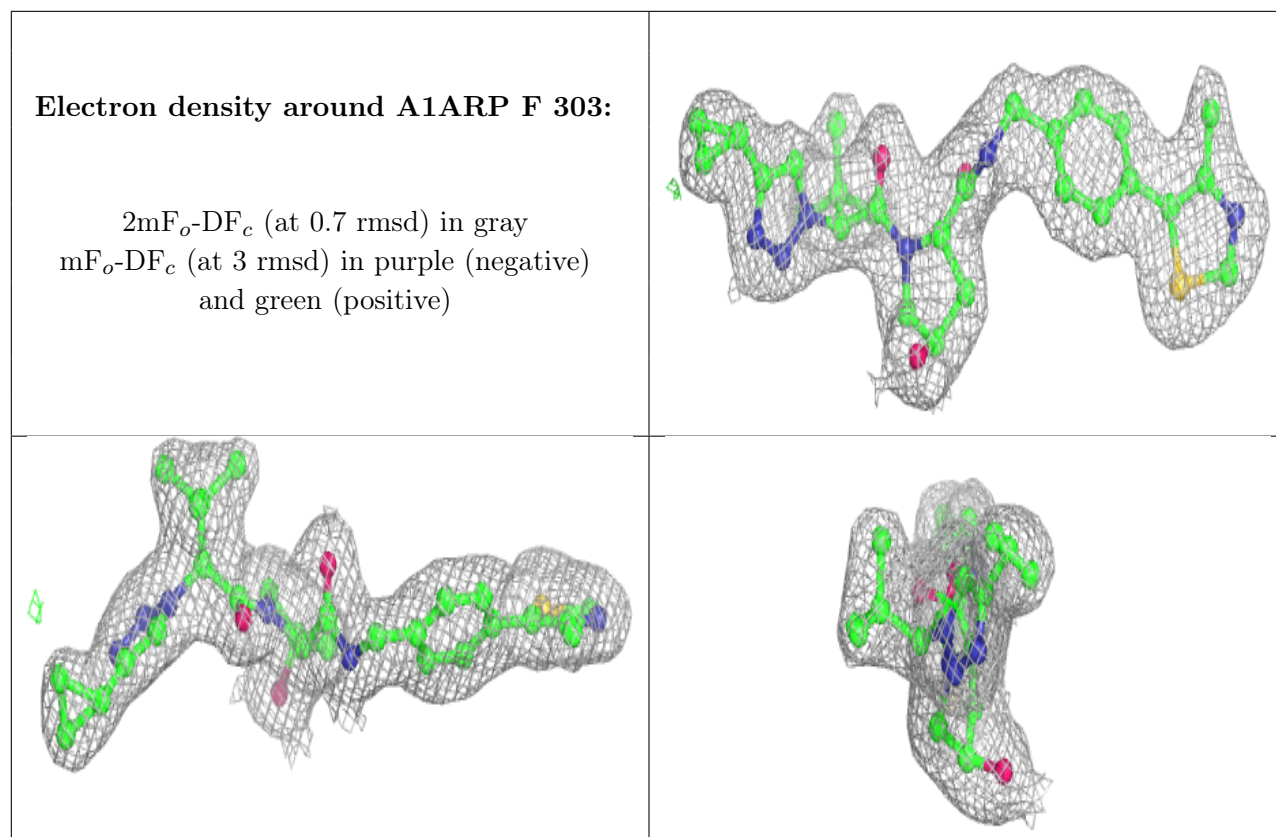 Electron density around A1ARP F 303:
2mFo-DFc (at 0.7 rmsd) in gray
mFo-DFc (at 3 rmsd) in purple (negative)
and green (positive)